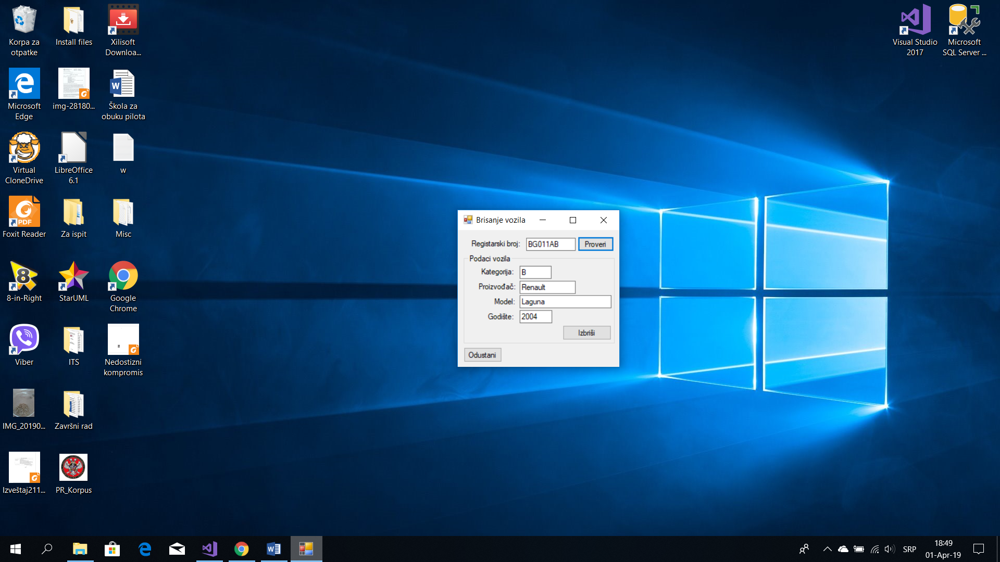 Korpa za
otpatke
Install files
Xilisoft
Downloa...
Microsoft
Edge
img-28180...
Škola za
obuku pilota
Virtual
CloneDrive
LibreOffice
6.1
w
PDF
Foxit Reader
Za ispit
Misc
8
8-in-Right
StarUML
Google
Chrome
Viber
ITS
Nedostizni
kompromis
IMG_20190...
Završni rad
Izveštaj211...
PR_Korpus
Visual Studio
2017
Microsoft
SQL Server ...
Brisanje vozila
Registarski broj: BG011AB Proveri
Podaci vozila
Kategorija: B
Proizvođač: Renault
Model: Laguna
Godište: 2004
Izbriši
Odustani
SRP
18:49
01-Apr-19